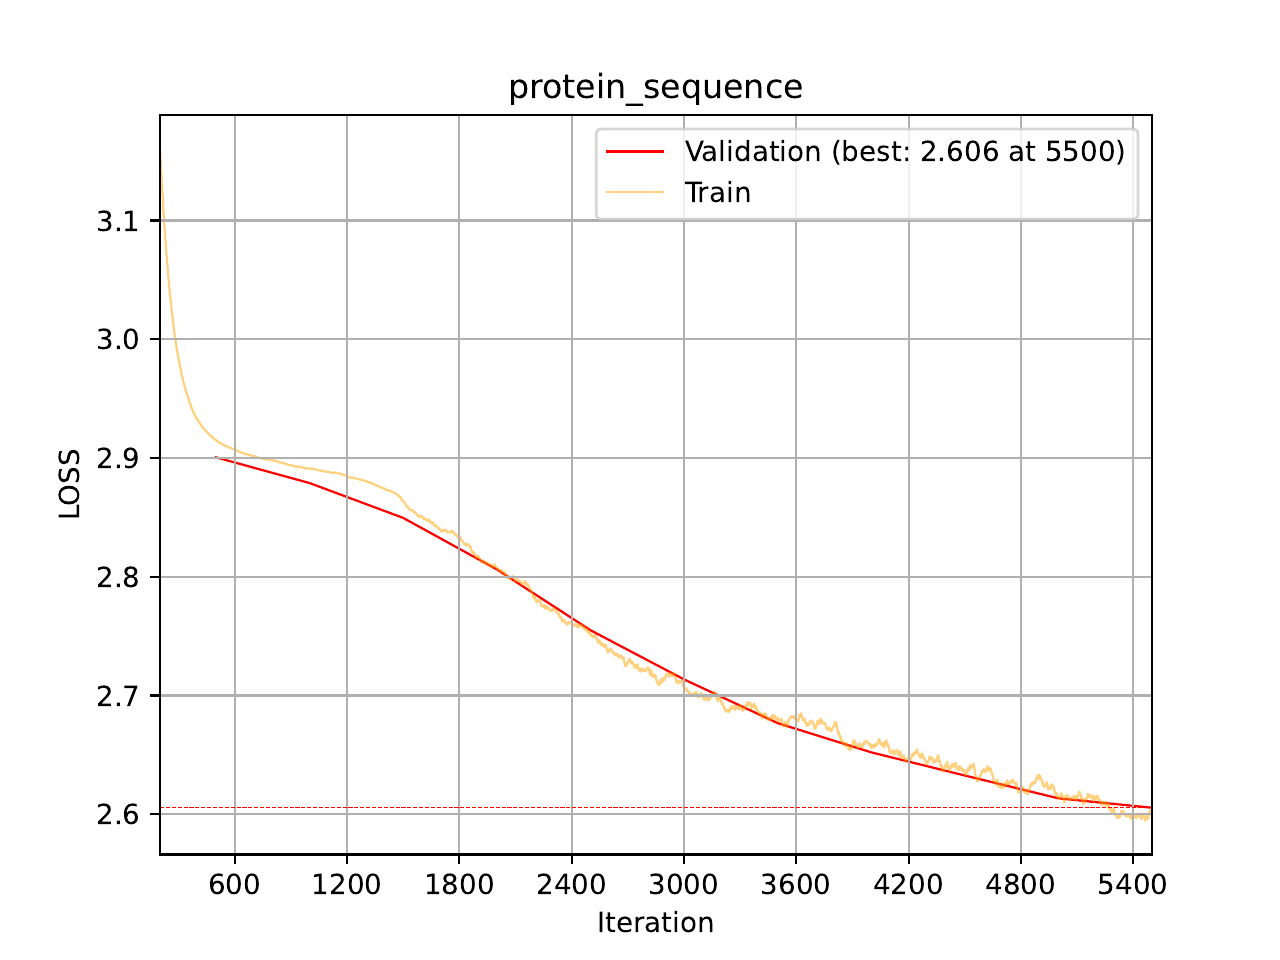 protein_sequence
Validation (best: 2.606 at 5500)
Train
3.1
3.0
2.9
2.8
2.7
2.6
LOSS
600 1200 1800 2400 3000 3600 4200 4800 5400
Iteration